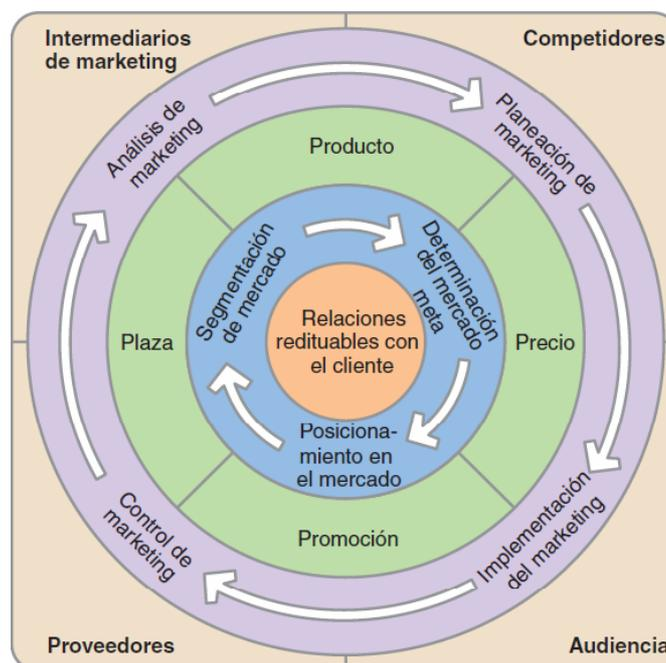 Intermediarios
de marketing
Competidores
Análisis de
marketing
Planeación de
marketing
Producto
Segmentación
de mercado
Determinación
del mercado
meta
Plaza
Relaciones
redituables con
el cliente
Precio
Posiciona-
miento en
el mercado
Promoción
Control de
marketing
Implementación
del marketing
Proveedores
Audiencia